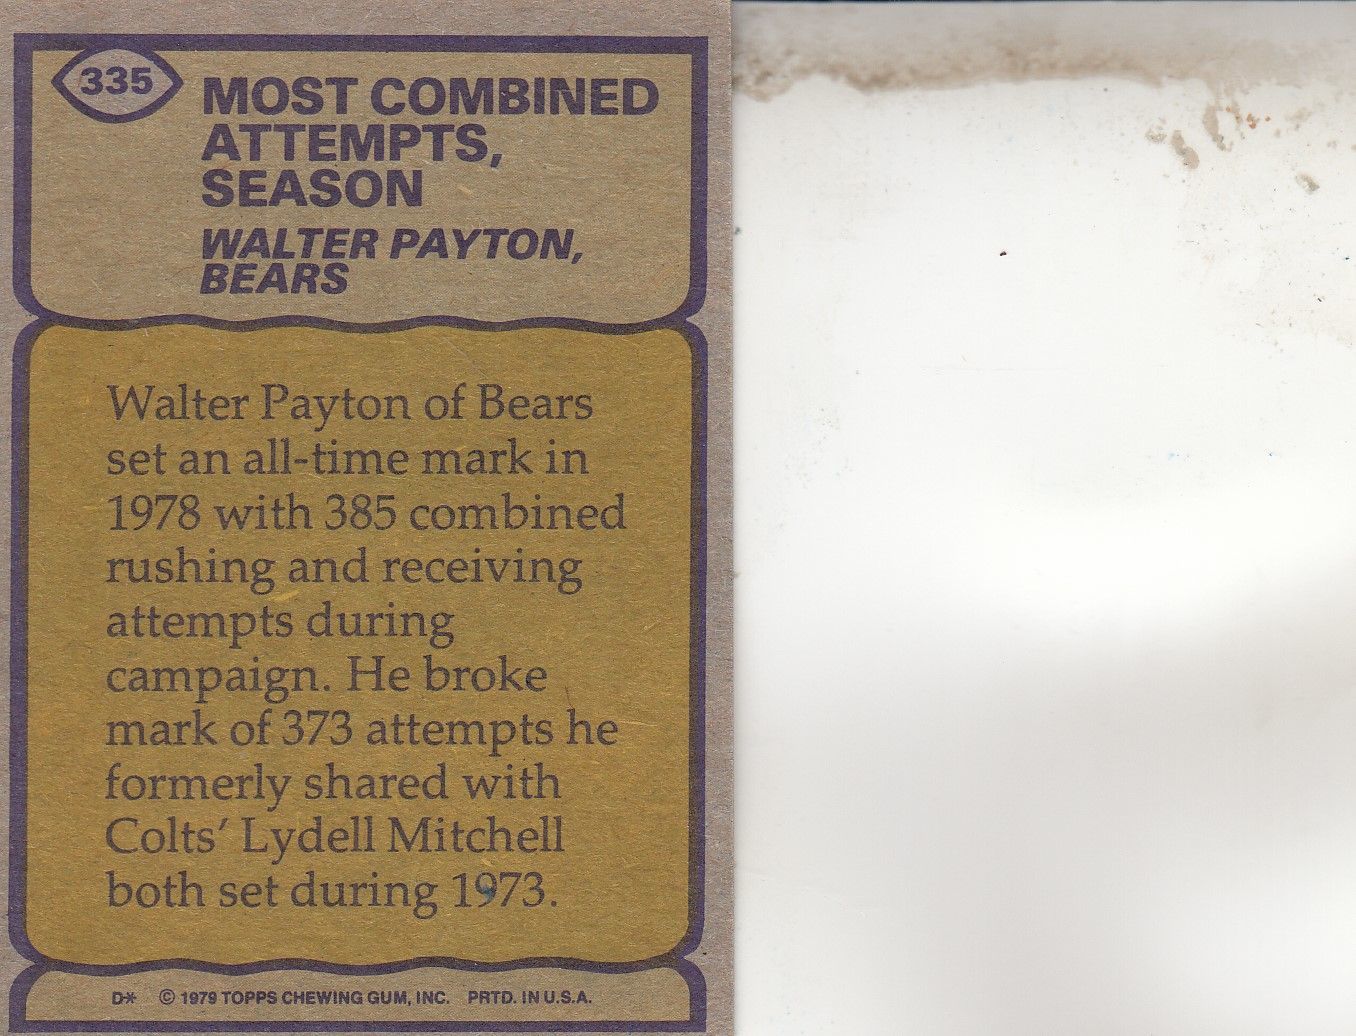 335
MOST COMBINED
ATTEMPTS,
SEASON
WALTER PAYTON,
BEARS
Walter Payton of Bears
set an all-time mark in
1978 with 385 combined
rushing and receiving
attempts during
campaign. He broke
mark of 373 attempts he
formerly shared with
Colts' Lydell Mitchell
both set during 1973.
D* © 1979 TOPPS CHEWING GUM, INC. PRTD. IN U.S.A.